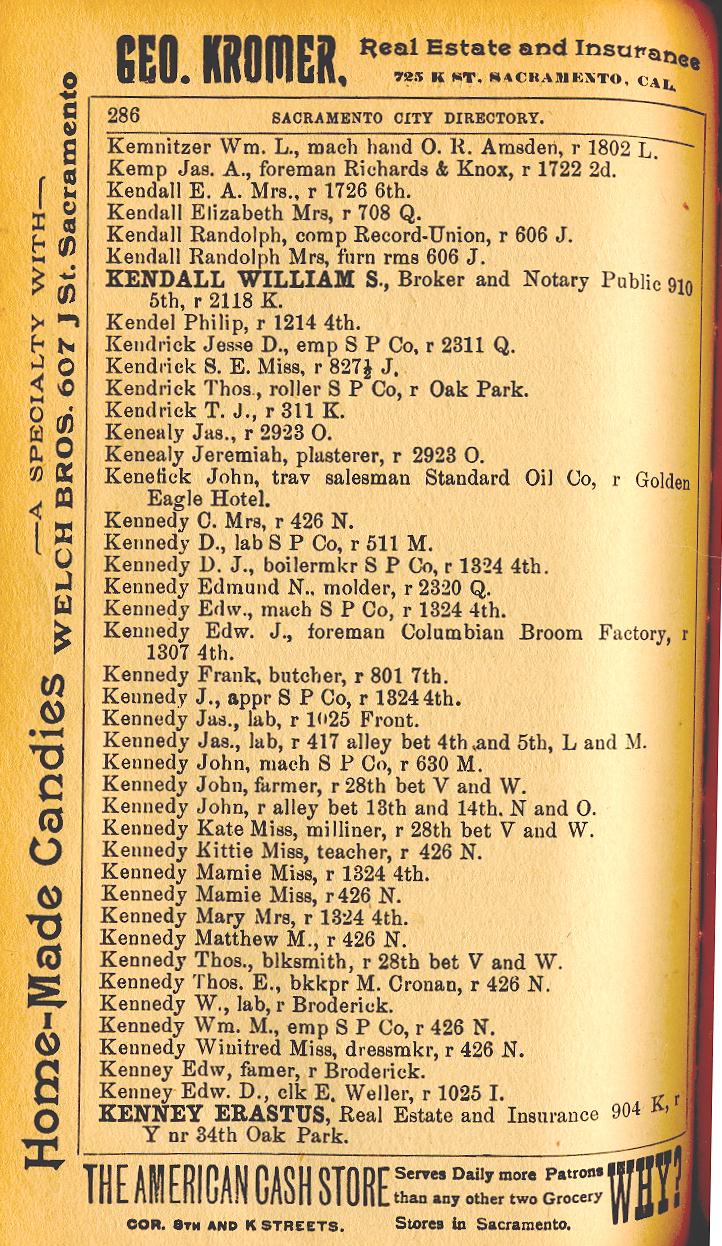 GEO. KROMER, Real Estate and Insurance
725 K ST. SACRAMENTO, CAL.
286 SACRAMENTO CITY DIRECTORY.
Kemnitzer Wm. L., mach hand O. R. Amsden, r 1802 L.
Kemp Jas. A., foreman Richards & Knox, r 1722 2d.
Kendall E. A. Mrs., r 1726 6th.
Kendall Elizabeth Mrs, r 708 Q.
Kendall Randolph, comp Record-Union, r 606 J.
Kendall Randolph Mrs, furn rms 606 J.
KENDALL WILLIAM S., Broker and Notary Public 910
5th, r 2118 K.
Kendel Philip, r 1214 4th.
Kendrick Jesse D., emp S P Co, r 2311 Q.
Kendrick S. E. Miss, r 827½ J.
Kendrick Thos., roller S P Co, r Oak Park.
Kendrick T. J., r 311 K.
Kenealy Jas., r 2923 O.
Kenealy Jeremiah, plasterer, r 2923 O.
Kenefick John, trav salesman Standard Oil Co, r Golden
Eagle Hotel.
Kennedy C. Mrs, r 426 N.
Kennedy D., lab S P Co, r 511 M.
Kennedy D. J., boilermkr S P Co, r 1324 4th.
Kennedy Edmund N.. molder, r 2320 Q.
Kennedy Edw., mach S P Co, r 1324 4th.
Kennedy Edw. J., foreman Columbian Broom Factory, r
1307 4th.
Kennedy Frank, butcher, r 801 7th.
Kennedy J., appr S P Co, r 1324 4th.
Kennedy Jas., lab, r 1025 Front.
Kennedy Jas., lab, r 417 alley bet 4th and 5th, L and M.
Kennedy John, mach S P Co, r 630 M.
Kennedy John, farmer, r 28th bet V and W.
Kennedy John, r alley bet 13th and 14th. N and O.
Kennedy Kate Miss, milliner, r 28th bet V and W.
Kennedy Kittie Miss, teacher, r 426 N.
Kennedy Mamie Miss, r 1324 4th.
Kennedy Mamie Miss, r 426 N.
Kennedy Mary Mrs, r 1324 4th.
Kennedy Matthew M., r 426 N.
Kennedy Thos., blksmith, r 28th bet V and W.
Kennedy Thos. E., bkkpr M. Cronan, r 426 N.
Kennedy W., lab, r Broderick.
Kennedy Wm. M., emp S P Co, r 426 N.
Kennedy Winifred Miss, dressmkr, r 426 N.
Kenney Edw, famer, r Broderick.
Kenney Edw. D., clk E. Weller, r 1025 I.
KENNEY ERASTUS, Real Estate and Insurance 904 K, r
Y nr 34th Oak Park.
Home-Made Candies
—A SPECIALTY WITH—
WELCH BROS. 607 J St. Sacramento
THE AMERICAN CASH STORE
COR. 8TH AND K STREETS.
Serves Daily more Patrons
than any other two Grocery
Stores in Sacramento.
WHY?